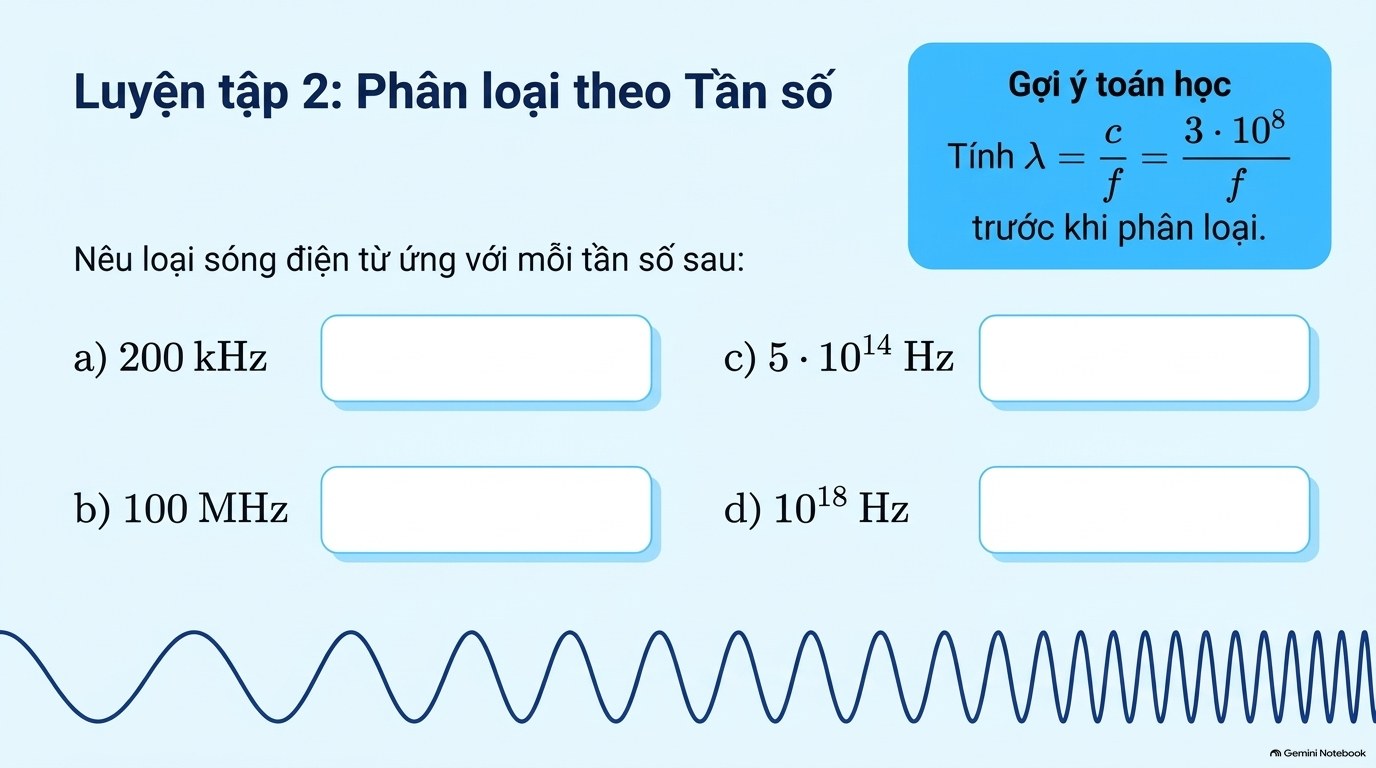 Luyện tập 2: Phân loại theo Tần số
Gợi ý toán học
Tính λ = c/f = 3 · 10⁸/f
trước khi phân loại.
Nêu loại sóng điện từ ứng với mỗi tần số sau:
a) 200 kHz
b) 100 MHz
c) 5 · 10¹⁴ Hz
d) 10¹⁸ Hz
Gemini Notebook